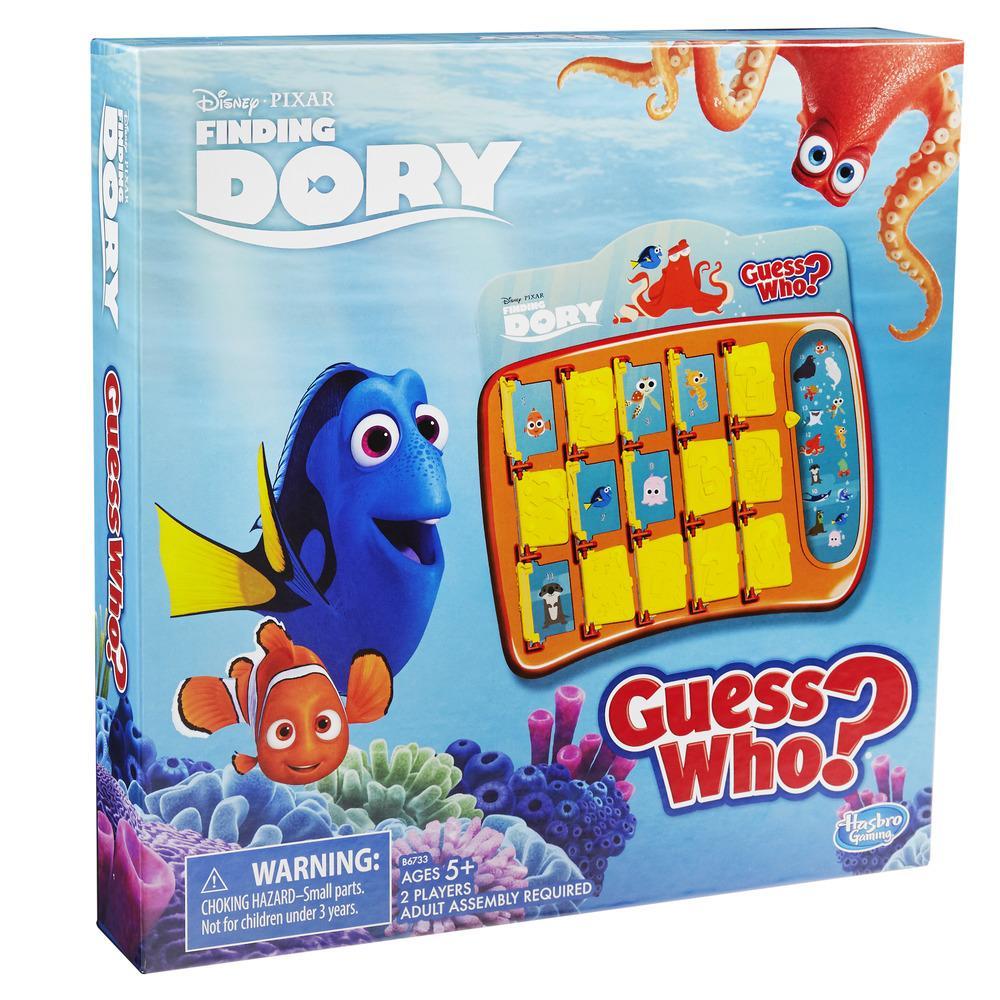 Disney · PIXAR
FINDING
DORY
Disney PIXAR
FINDING
DORY
GUESS
WHO?
Disney · PIXAR
FINDING
DORY
GUESS WHO?
GUESS
WHO?
Hasbro
Gaming
WARNING:
CHOKING HAZARD–Small parts.
Not for children under 3 years.
B6733
AGES 5+
2 PLAYERS
ADULT ASSEMBLY REQUIRED